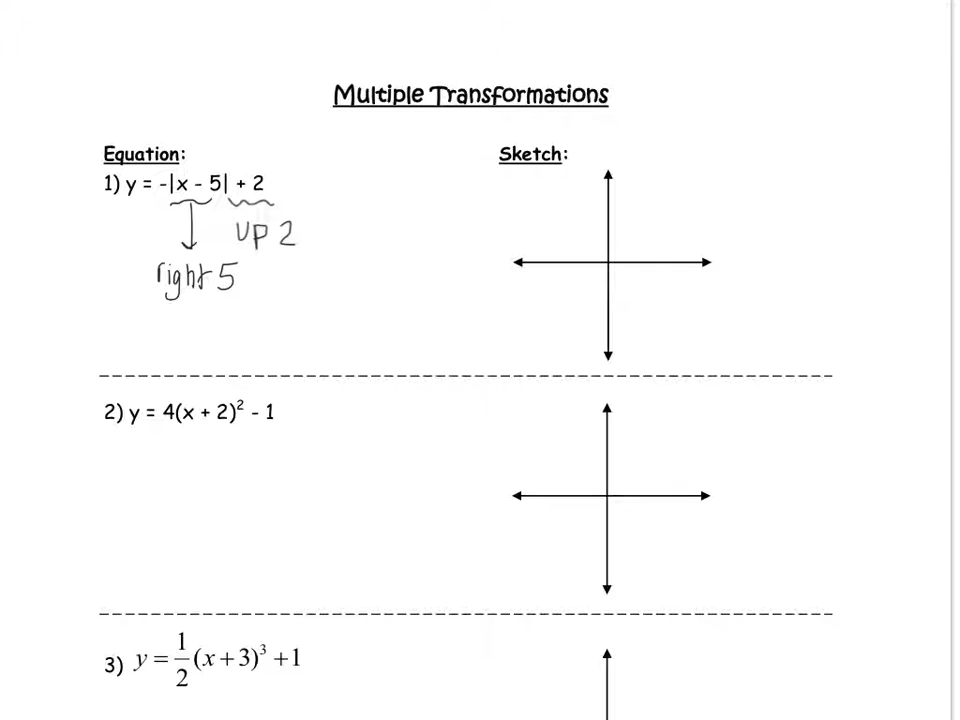 Multiple Transformations
Equation:
Sketch:
1) y = -|x - 5| + 2
up 2
right 5
2) y = 4(x + 2)² - 1
3) y = 1/2 (x + 3)³ + 1